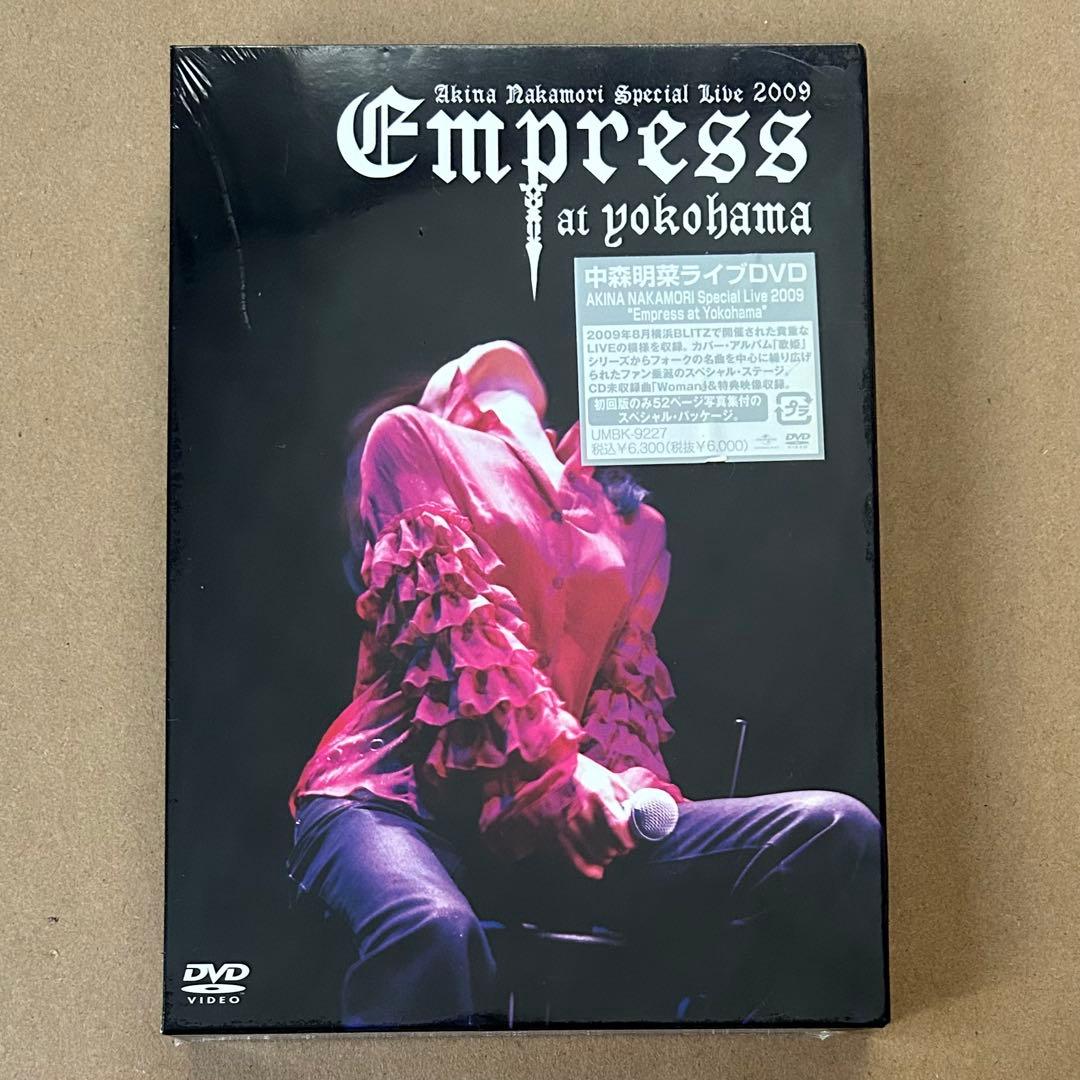 Akina Nakamori Special Live 2009
Empress
at yokohama
中森明菜ライブDVD
AKINA NAKAMORI Special Live 2009
"Empress at Yokohama"
2009年8月横浜BLITZで開催された貴重な
LIVEの模様を収録。カバー・アルバム「歌姫」
シリーズからフォークの名曲を中心に繰り広げ
られたファン垂涎のスペシャル・ステージ。
CD未収録曲「Woman」&特典映像収録。
初回版のみ52ページ写真集付の
スペシャル・パッケージ。
プラ
UMBK-9227
税込¥6,300(税抜¥6,000)
DVD
DVD
VIDEO